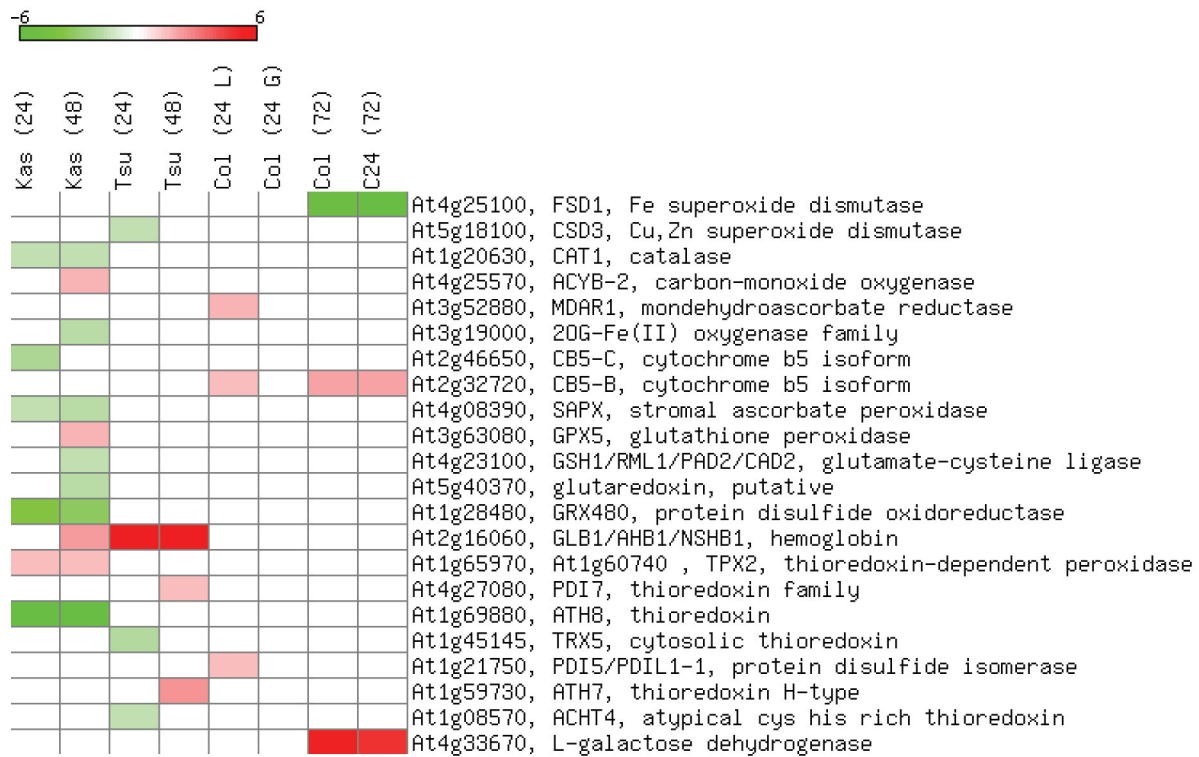 -6 6
Kas (24)
Kas (48)
Tsu (24)
Tsu (48)
Col (24 L)
Col (24 G)
Col (72)
C24 (72)
At4g25100, FSD1, Fe superoxide dismutase
At5g18100, CSD3, Cu,Zn superoxide dismutase
At1g20630, CAT1, catalase
At4g25570, ACYB-2, carbon-monoxide oxygenase
At3g52880, MDAR1, mondehydroascorbate reductase
At3g19000, 2OG-Fe(II) oxygenase family
At2g46650, CB5-C, cytochrome b5 isoform
At2g32720, CB5-B, cytochrome b5 isoform
At4g08390, SAPX, stromal ascorbate peroxidase
At3g63080, GPX5, glutathione peroxidase
At4g23100, GSH1/RML1/PAD2/CAD2, glutamate-cysteine ligase
At5g40370, glutaredoxin, putative
At1g28480, GRX480, protein disulfide oxidoreductase
At2g16060, GLB1/AHB1/NSHB1, hemoglobin
At1g65970, At1g60740 , TPX2, thioredoxin-dependent peroxidase
At4g27080, PDI7, thioredoxin family
At1g69880, ATH8, thioredoxin
At1g45145, TRX5, cytosolic thioredoxin
At1g21750, PDI5/PDIL1-1, protein disulfide isomerase
At1g59730, ATH7, thioredoxin H-type
At1g08570, ACHT4, atypical cys his rich thioredoxin
At4g33670, L-galactose dehydrogenase